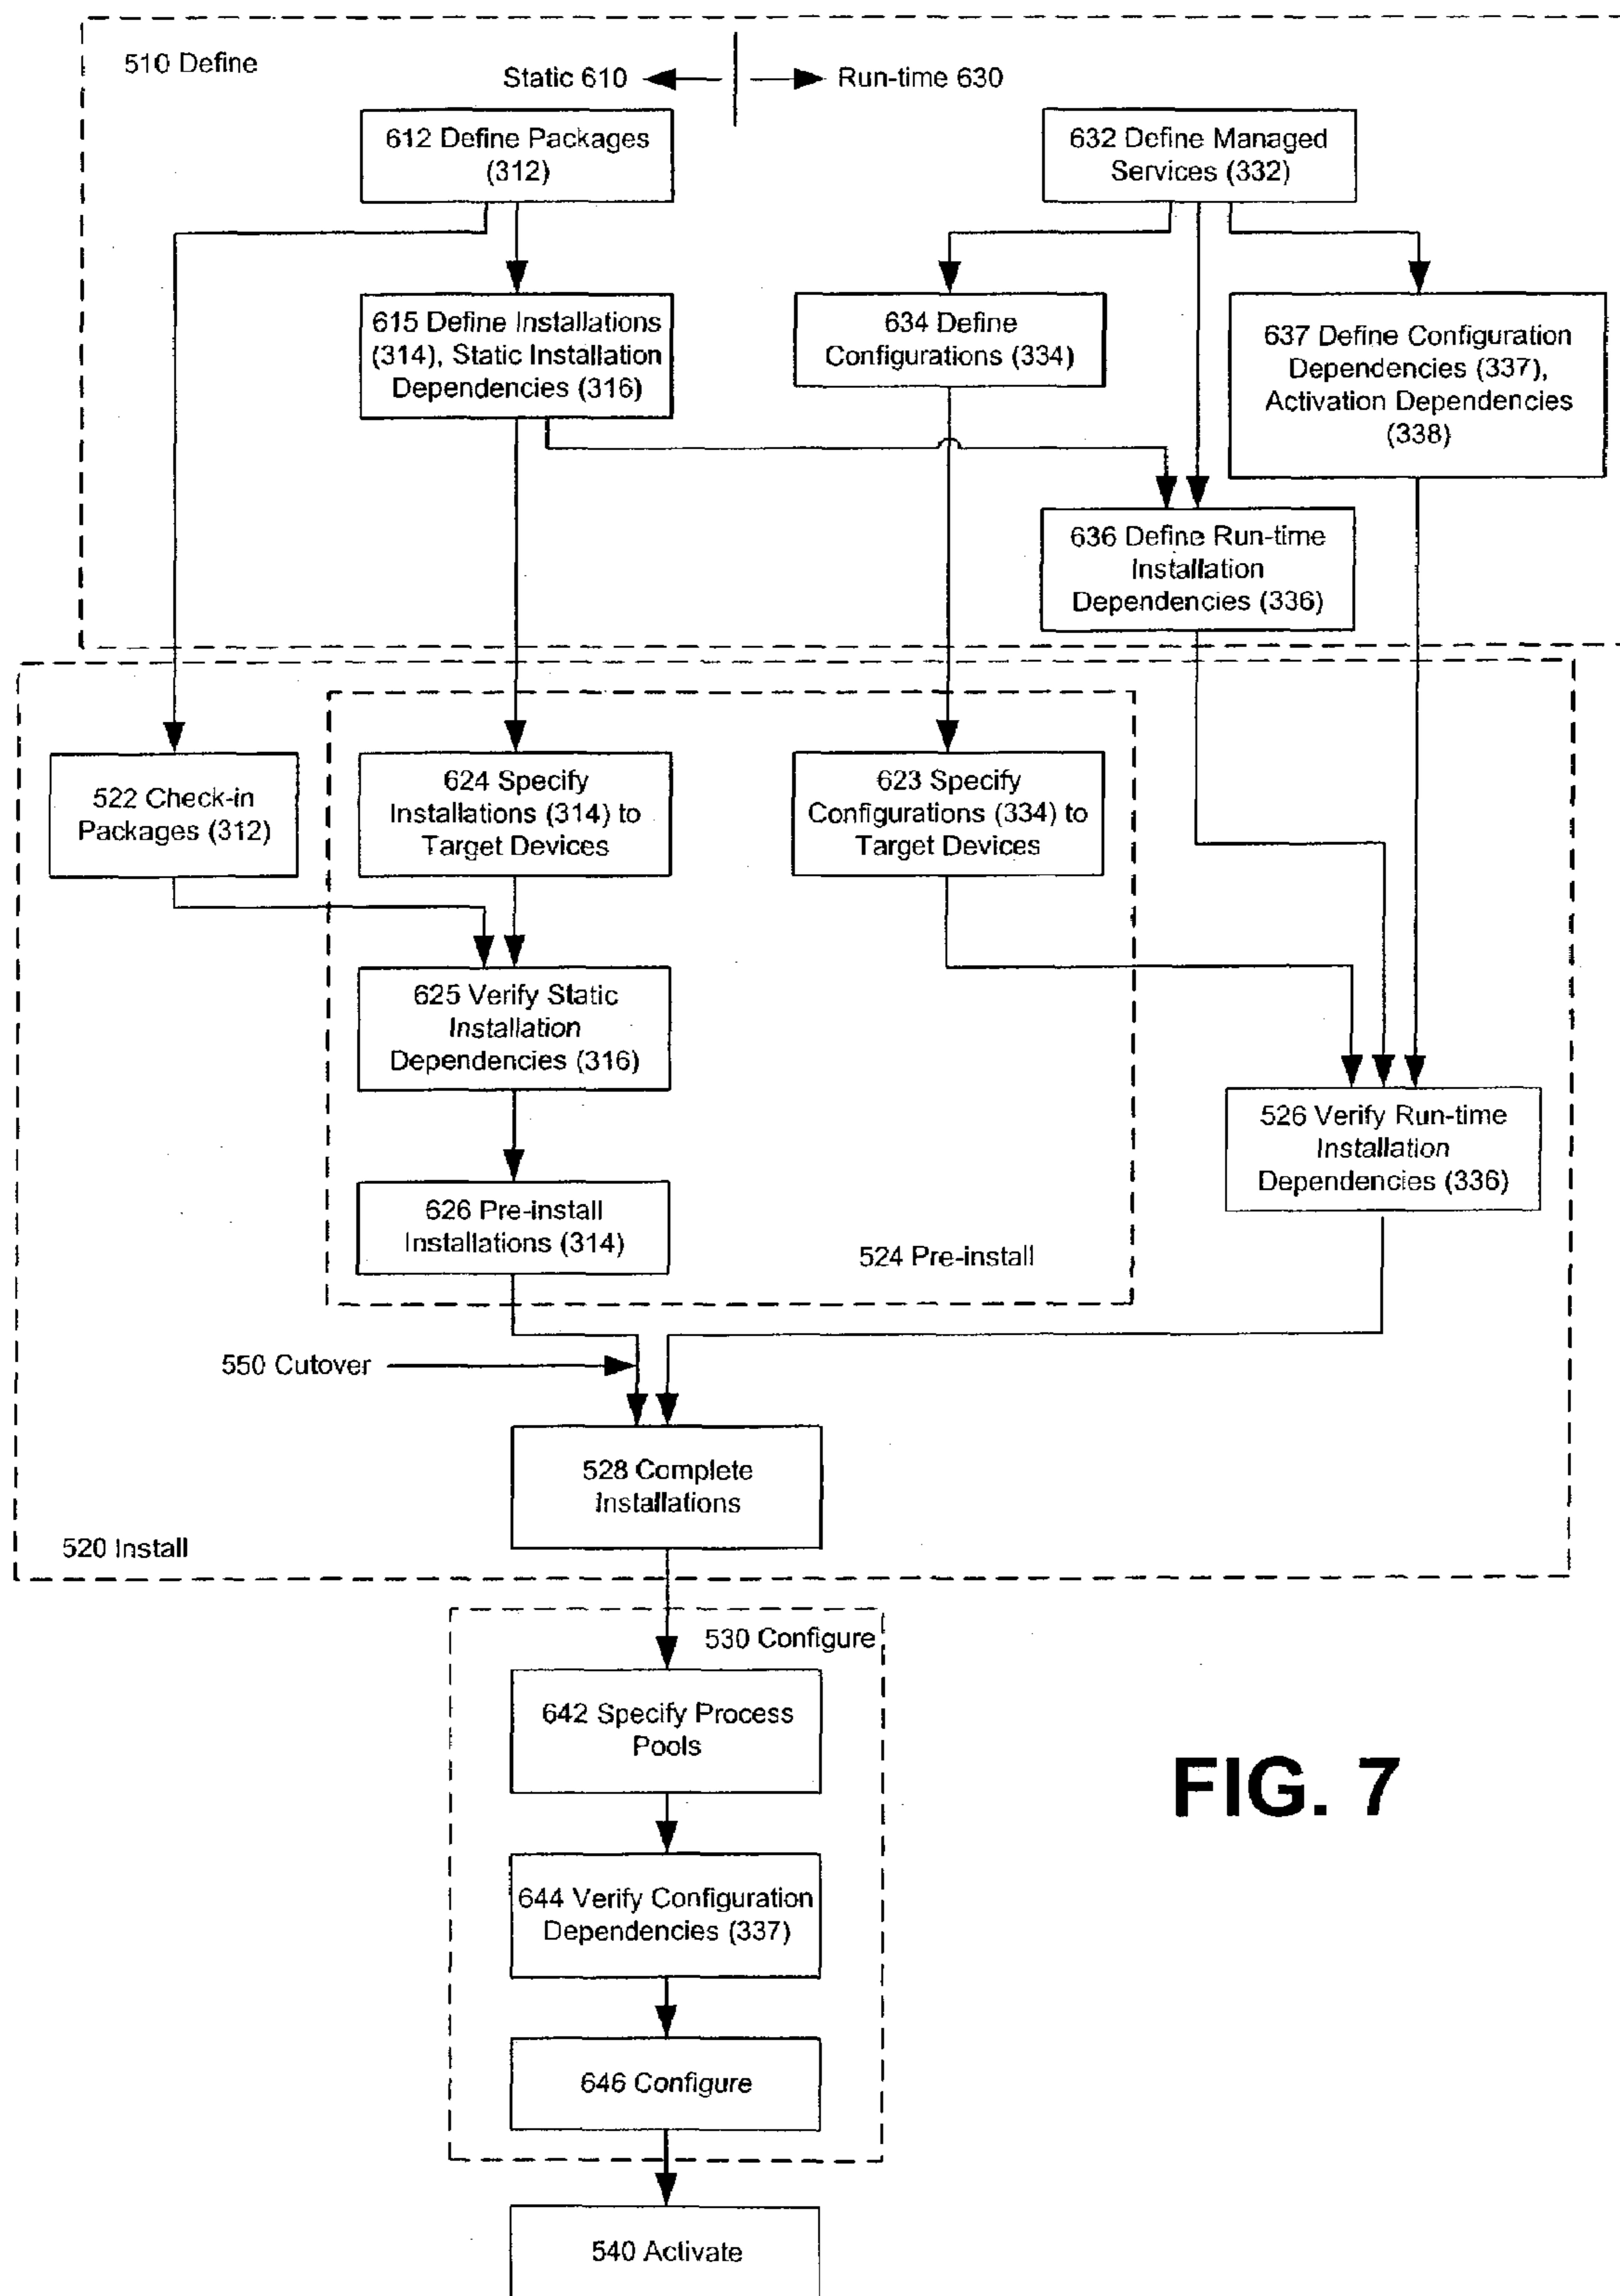 510 Define
Static 610
Run-time 630
612 Define Packages
(312)
632 Define Managed
Services (332)
615 Define Installations
(314), Static Installation
Dependencies (316)
634 Define
Configurations (334)
637 Define Configuration
Dependencies (337),
Activation Dependencies
(338)
636 Define Run-time
Installation
Dependencies (336)
522 Check-in
Packages (312)
624 Specify
Installations (314) to
Target Devices
623 Specify
Configurations (334) to
Target Devices
625 Verify Static
Installation
Dependencies (316)
526 Verify Run-time
Installation
Dependencies (336)
626 Pre-install
Installations (314)
524 Pre-install
550 Cutover
528 Complete
Installations
520 Install
530 Configure
642 Specify Process
Pools
FIG. 7
644 Verify Configuration
Dependencies (337)
646 Configure
540 Activate